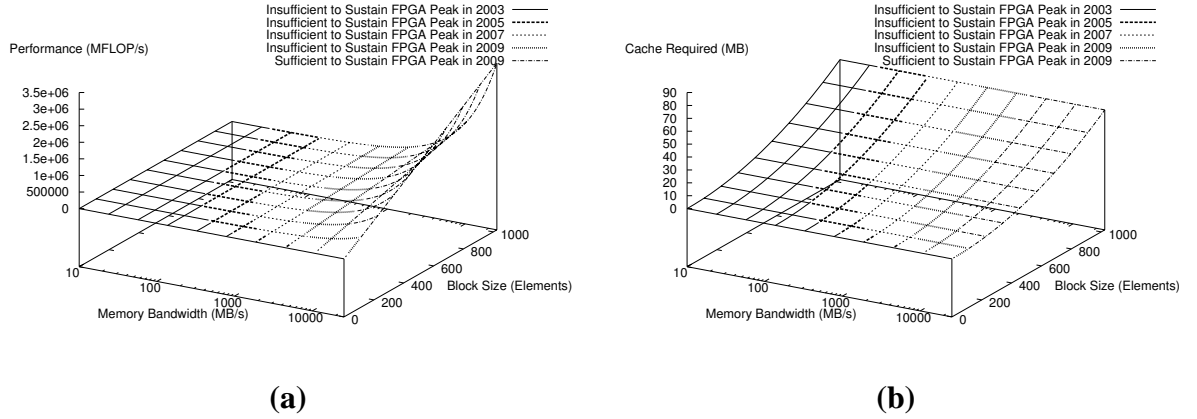 Insufficient to Sustain FPGA Peak in 2003
Insufficient to Sustain FPGA Peak in 2005
Insufficient to Sustain FPGA Peak in 2007
Insufficient to Sustain FPGA Peak in 2009
Sufficient to Sustain FPGA Peak in 2009
Performance (MFLOP/s)
3.5e+06
3e+06
2.5e+06
2e+06
1.5e+06
1e+06
500000
0
10
100
1000
10000
Memory Bandwidth (MB/s)
0
200
400
600
800
1000
Block Size (Elements)
(a)
Insufficient to Sustain FPGA Peak in 2003
Insufficient to Sustain FPGA Peak in 2005
Insufficient to Sustain FPGA Peak in 2007
Insufficient to Sustain FPGA Peak in 2009
Sufficient to Sustain FPGA Peak in 2009
Cache Required (MB)
90
80
70
60
50
40
30
20
10
0
10
100
1000
10000
Memory Bandwidth (MB/s)
0
200
400
600
800
1000
Block Size (Elements)
(b)